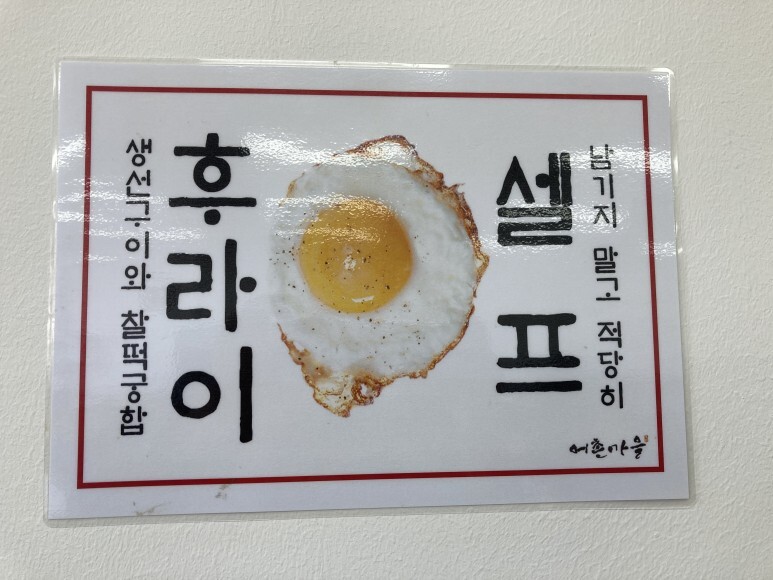 남기지 말고 적당히
셀프
후라이
생선구이와 찰떡궁합
어촌마을